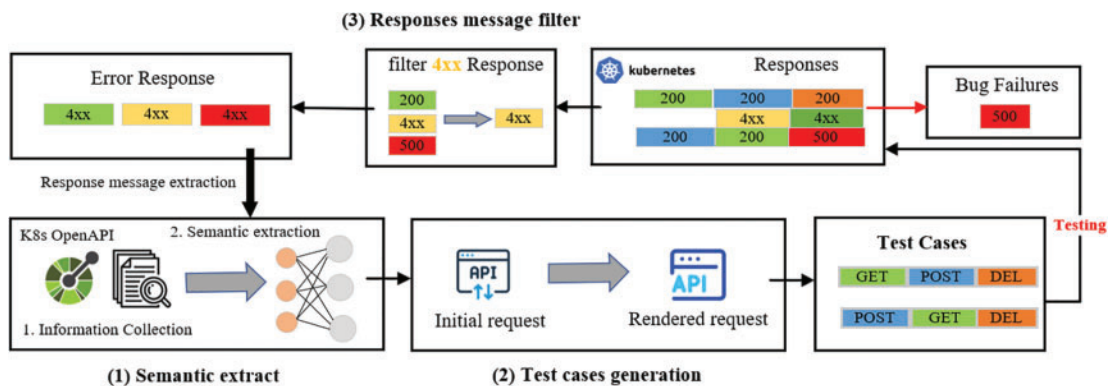 (3) Responses message filter
Error Response
4xx 4xx 4xx
filter 4xx Response
200
4xx
500
4xx
kubernetes
Responses
200 200 200
4xx 4xx
200 200 500
Bug Failures
500
Response message extraction
Testing
K8s OpenAPI
2. Semantic extraction
1. Information Collection
API
Initial request
API
Rendered request
Test Cases
GET POST DEL
POST GET DEL
(1) Semantic extract
(2) Test cases generation